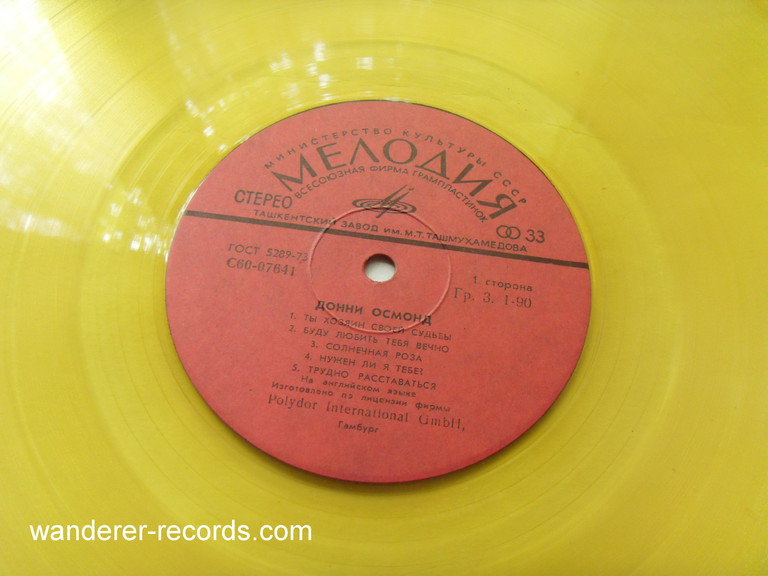 МИНИСТЕРСТВО КУЛЬТУРЫ СССР
МЕЛОДИЯ
ВСЕСОЮЗНАЯ ФИРМА ГРАМПЛАСТИНОК
СТЕРЕО
33
ТАШКЕНТСКИЙ ЗАВОД ИМ. М.Т. ТАШМУХАМЕДОВА
ГОСТ 5289-73
С60-07841
1 сторона
Гр. 3. 1-90
ДОННИ ОСМОНД
1. ТЫ ХОЗЯИН СВОЕЙ СУДЬБЫ
2. БУДУ ЛЮБИТЬ ТЕБЯ ВЕЧНО
3. СОЛНЕЧНАЯ РОЗА
4. НУЖЕН ЛИ Я ТЕБЕ?
5. ТРУДНО РАССТАВАТЬСЯ
На английском языке
Изготовлено по лицензии фирмы
Polydor International GmbH,
Гамбург
wanderer-records.com